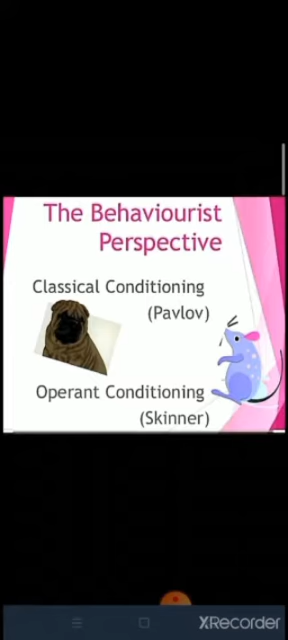 The Behaviourist
Perspective
Classical Conditioning
(Pavlov)
Operant Conditioning
(Skinner)
XRecorder